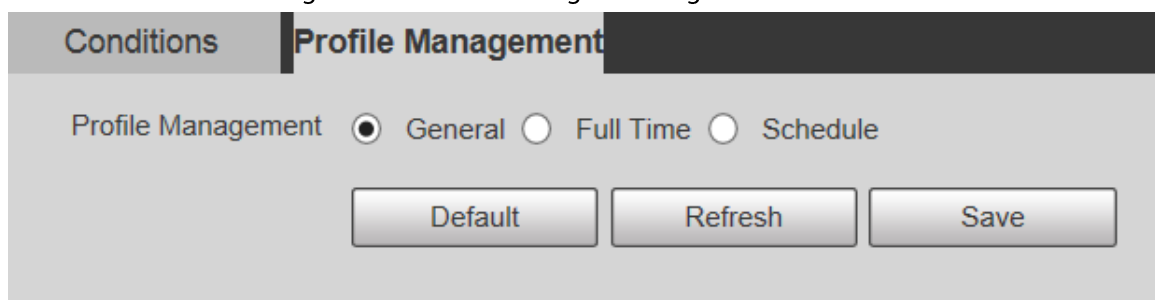 Conditions Profile Management
Profile Management General Full Time Schedule
Default Refresh Save